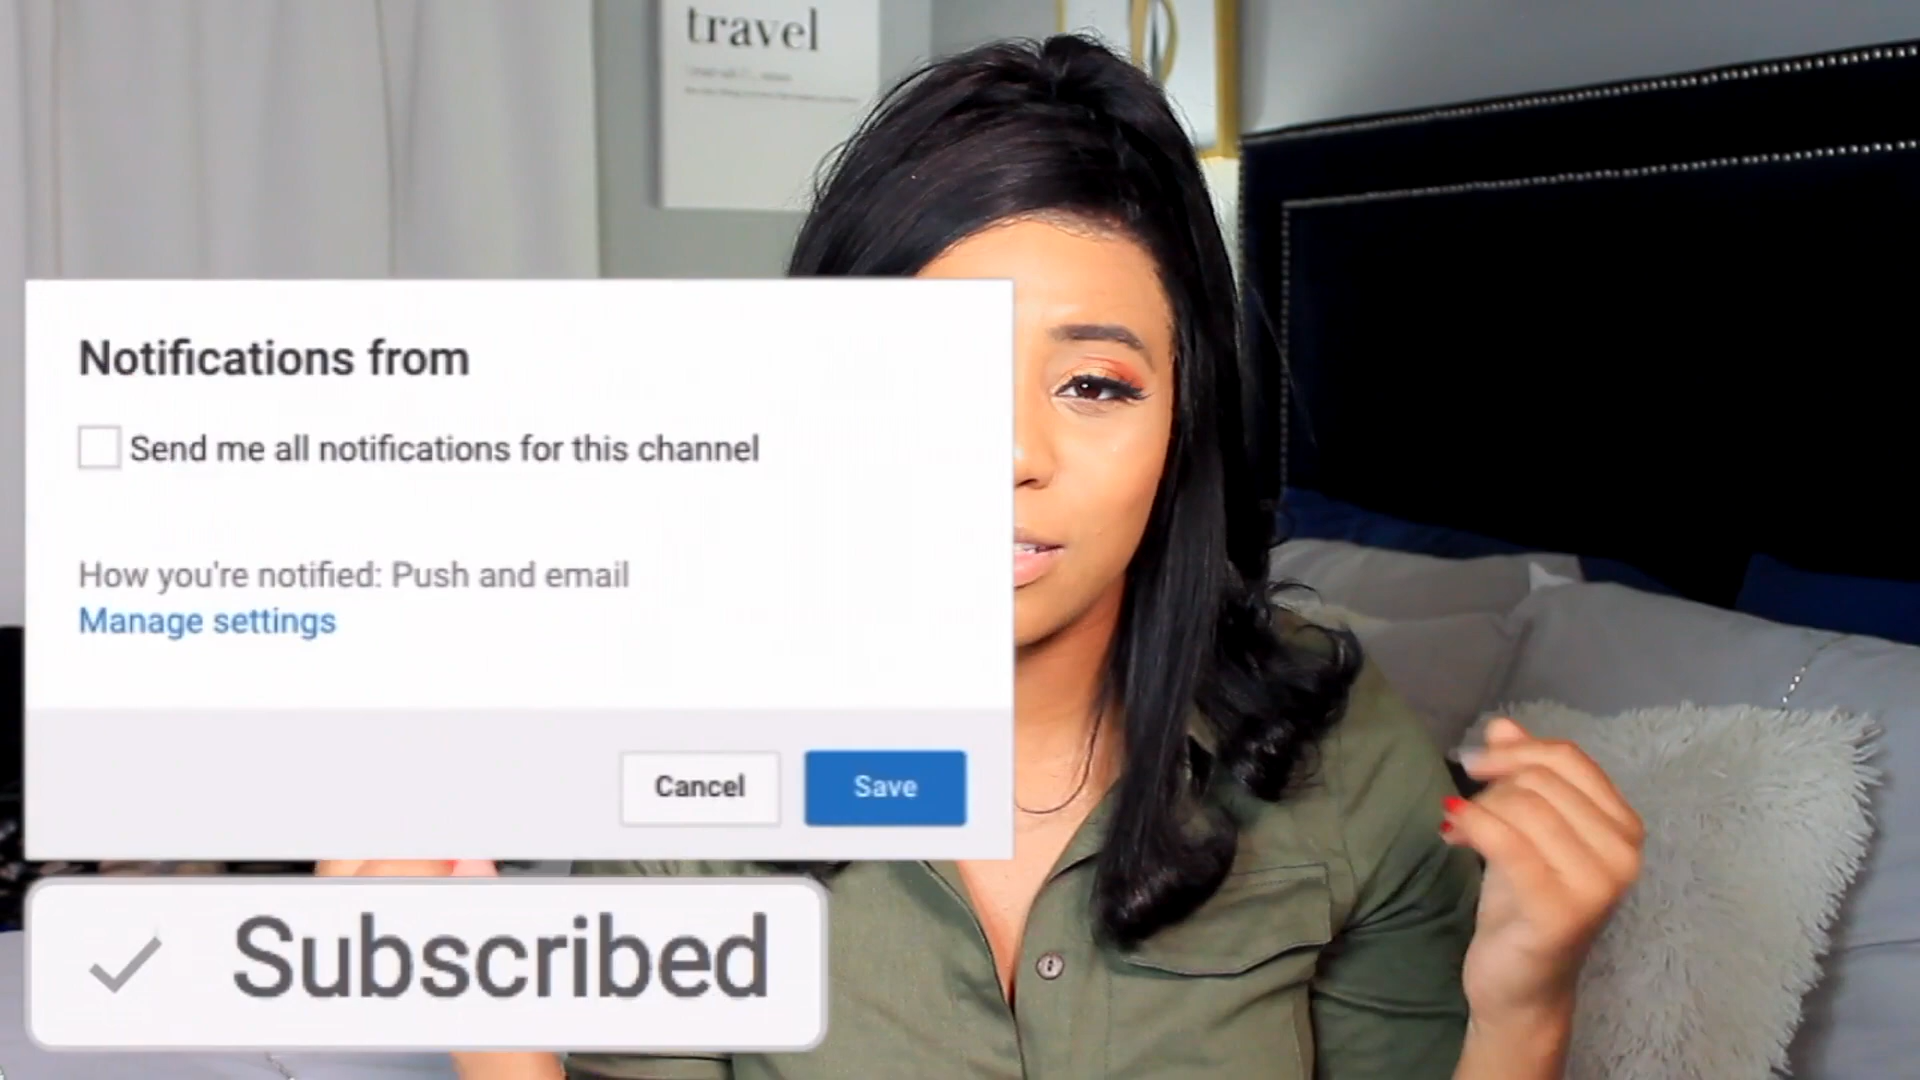 travel
Notifications from
Send me all notifications for this channel
How you're notified: Push and email
Manage settings
Cancel
Save
Subscribed